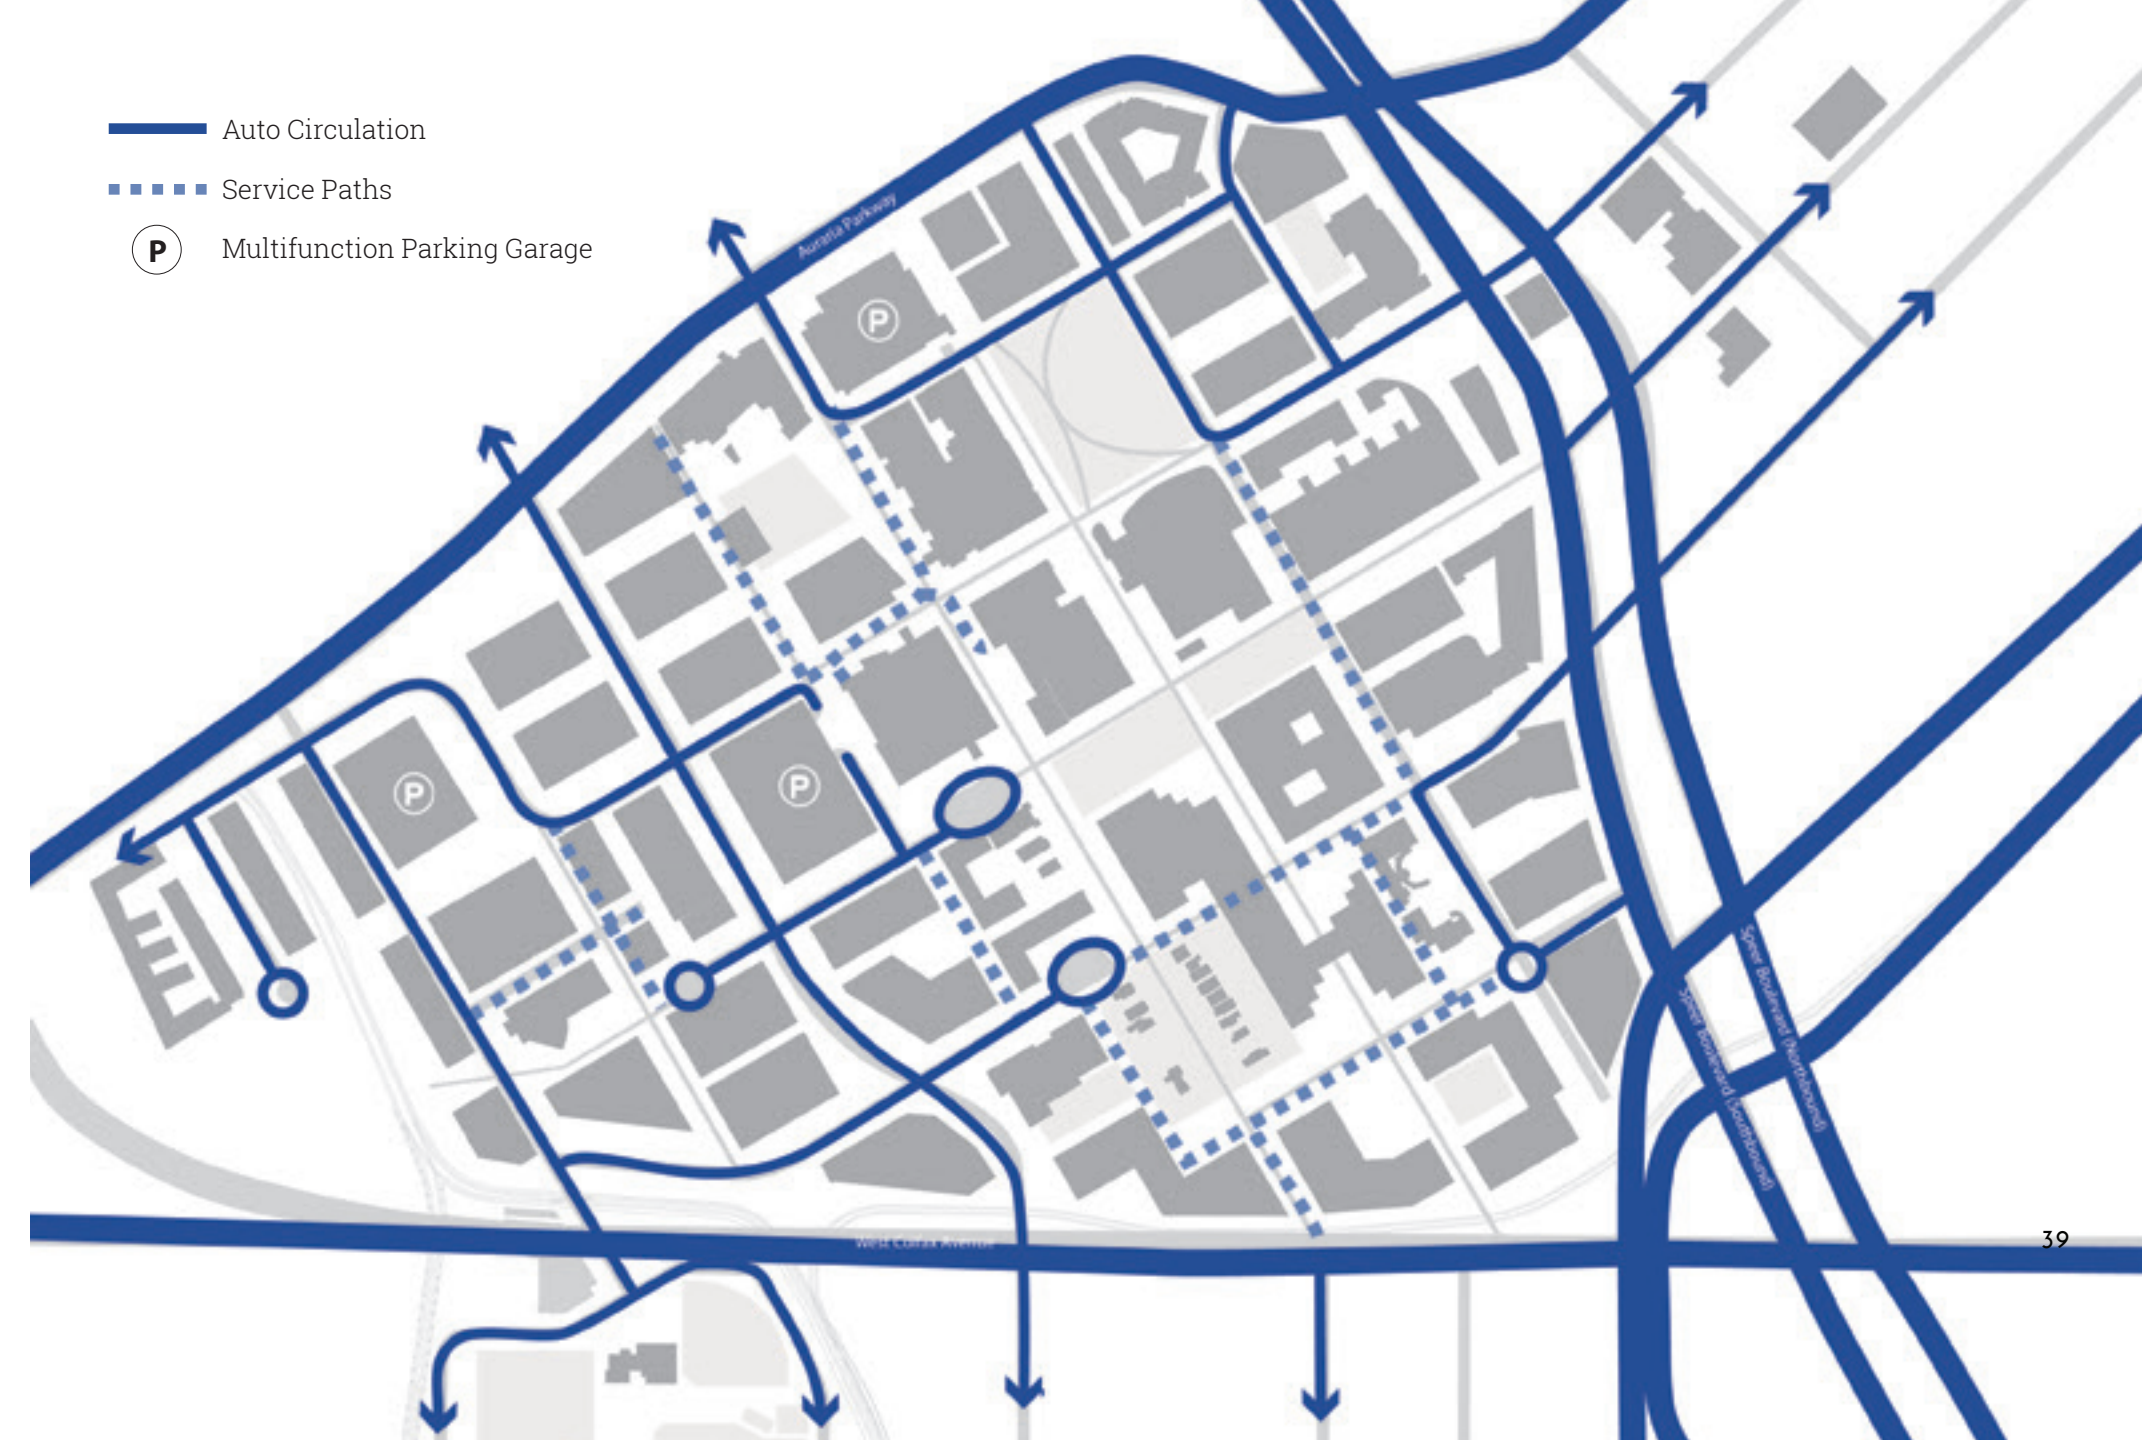 Auto Circulation
Service Paths
P Multifunction Parking Garage
Auraria Parkway
P
P
P
Speer Boulevard (Northbound)
Speer Boulevard (Southbound)
West Colfax Avenue
39